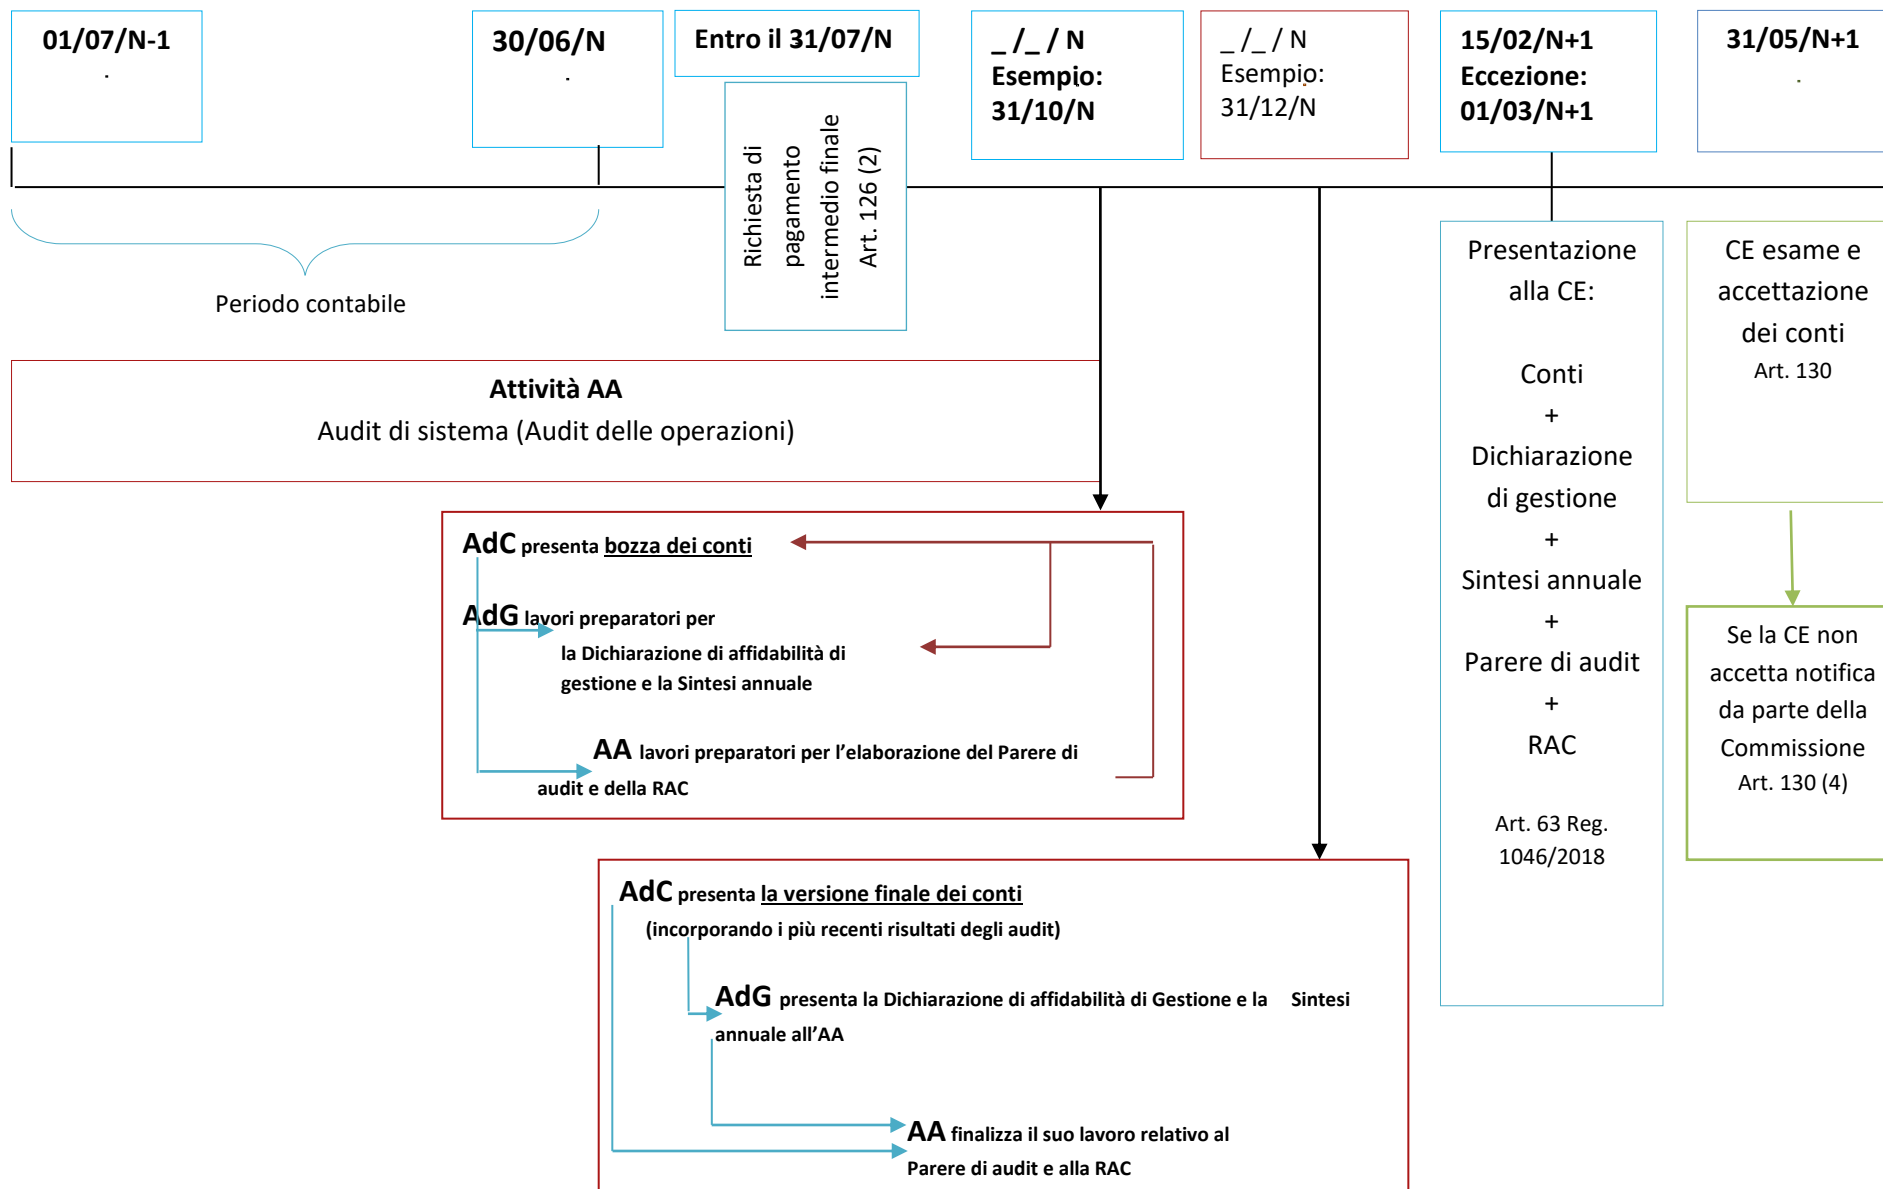 01/07/N-1
.
30/06/N
.
Entro il 31/07/N
_ /_ / N
Esempio:
31/10/N
_ /_ / N
Esempio:
31/12/N
15/02/N+1
Eccezione:
01/03/N+1
31/05/N+1
.
Richiesta di
pagamento
intermedio finale
Art. 126 (2)
Periodo contabile
Attività AA
Audit di sistema (Audit delle operazioni)
AdC presenta bozza dei conti
AdG lavori preparatori per
la Dichiarazione di affidabilità di
gestione e la Sintesi annuale
AA lavori preparatori per l’elaborazione del Parere di
audit e della RAC
AdC presenta la versione finale dei conti
(incorporando i più recenti risultati degli audit)
AdG presenta la Dichiarazione di affidabilità di Gestione e la Sintesi
annuale all’AA
AA finalizza il suo lavoro relativo al
Parere di audit e alla RAC
Presentazione
alla CE:
Conti
+
Dichiarazione
di gestione
+
Sintesi annuale
+
Parere di audit
+
RAC
Art. 63 Reg.
1046/2018
CE esame e
accettazione
dei conti
Art. 130
Se la CE non
accetta notifica
da parte della
Commissione
Art. 130 (4)